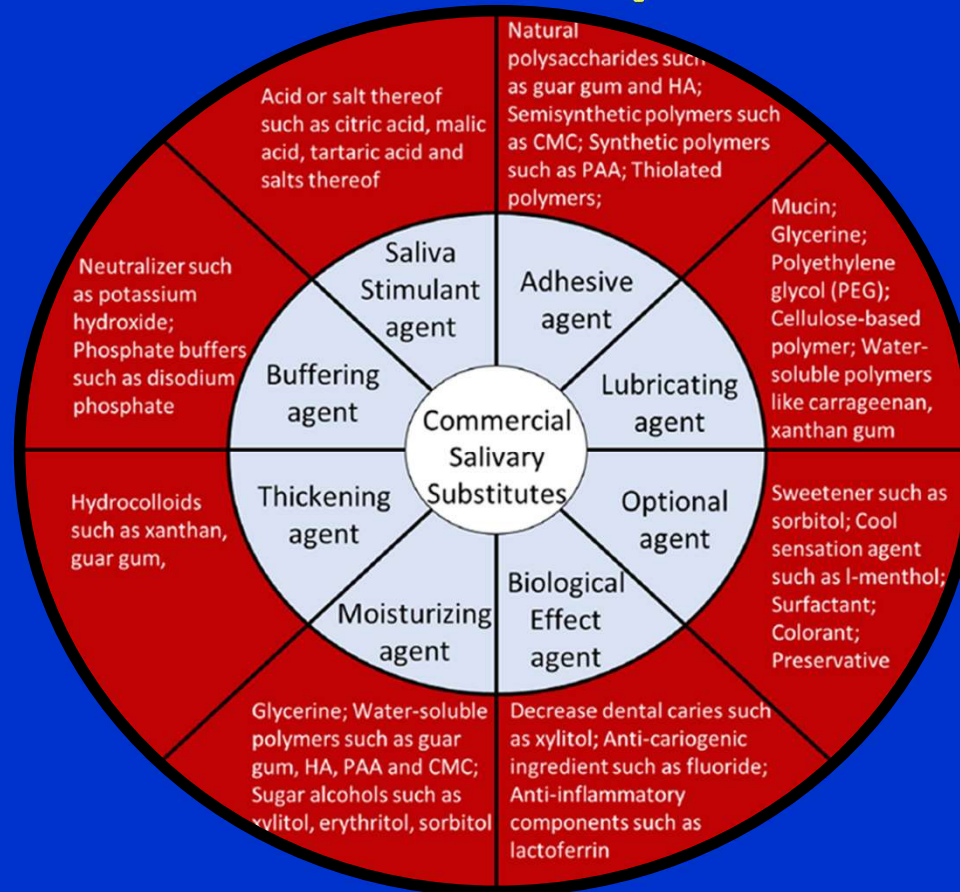 Natural
polysaccharides such
as guar gum and HA;
Semisynthetic polymers such
as CMC; Synthetic polymers
such as PAA; Thiolated
polymers;
Acid or salt thereof
such as citric acid, malic
acid, tartaric acid and
salts thereof
Mucin;
Glycerine;
Polyethylene
glycol (PEG);
Cellulose-based
polymer; Water-
soluble polymers
like carrageenan,
xanthan gum
Neutralizer such
as potassium
hydroxide;
Phosphate buffers
such as disodium
phosphate
Saliva
Stimulant
agent
Adhesive
agent
Buffering
agent
Lubricating
agent
Commercial
Salivary
Substitutes
Thickening
agent
Optional
agent
Moisturizing
agent
Biological
Effect
agent
Hydrocolloids
such as xanthan,
guar gum,
Sweetener such as
sorbitol; Cool
sensation agent
such as l-menthol;
Surfactant;
Colorant;
Preservative
Glycerine; Water-soluble
polymers such as guar
gum, HA, PAA and CMC;
Sugar alcohols such as
xylitol, erythritol, sorbitol
Decrease dental caries such
as xylitol; Anti-cariogenic
ingredient such as fluoride;
Anti-inflammatory
components such as
lactoferrin